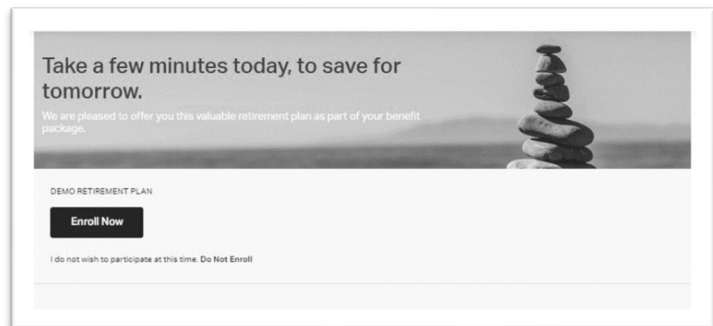 Take a few minutes today, to save for
tomorrow.
We are pleased to offer you this valuable retirement plan as part of your benefit
package.
DEMO RETIREMENT PLAN
Enroll Now
I do not wish to participate at this time. Do Not Enroll